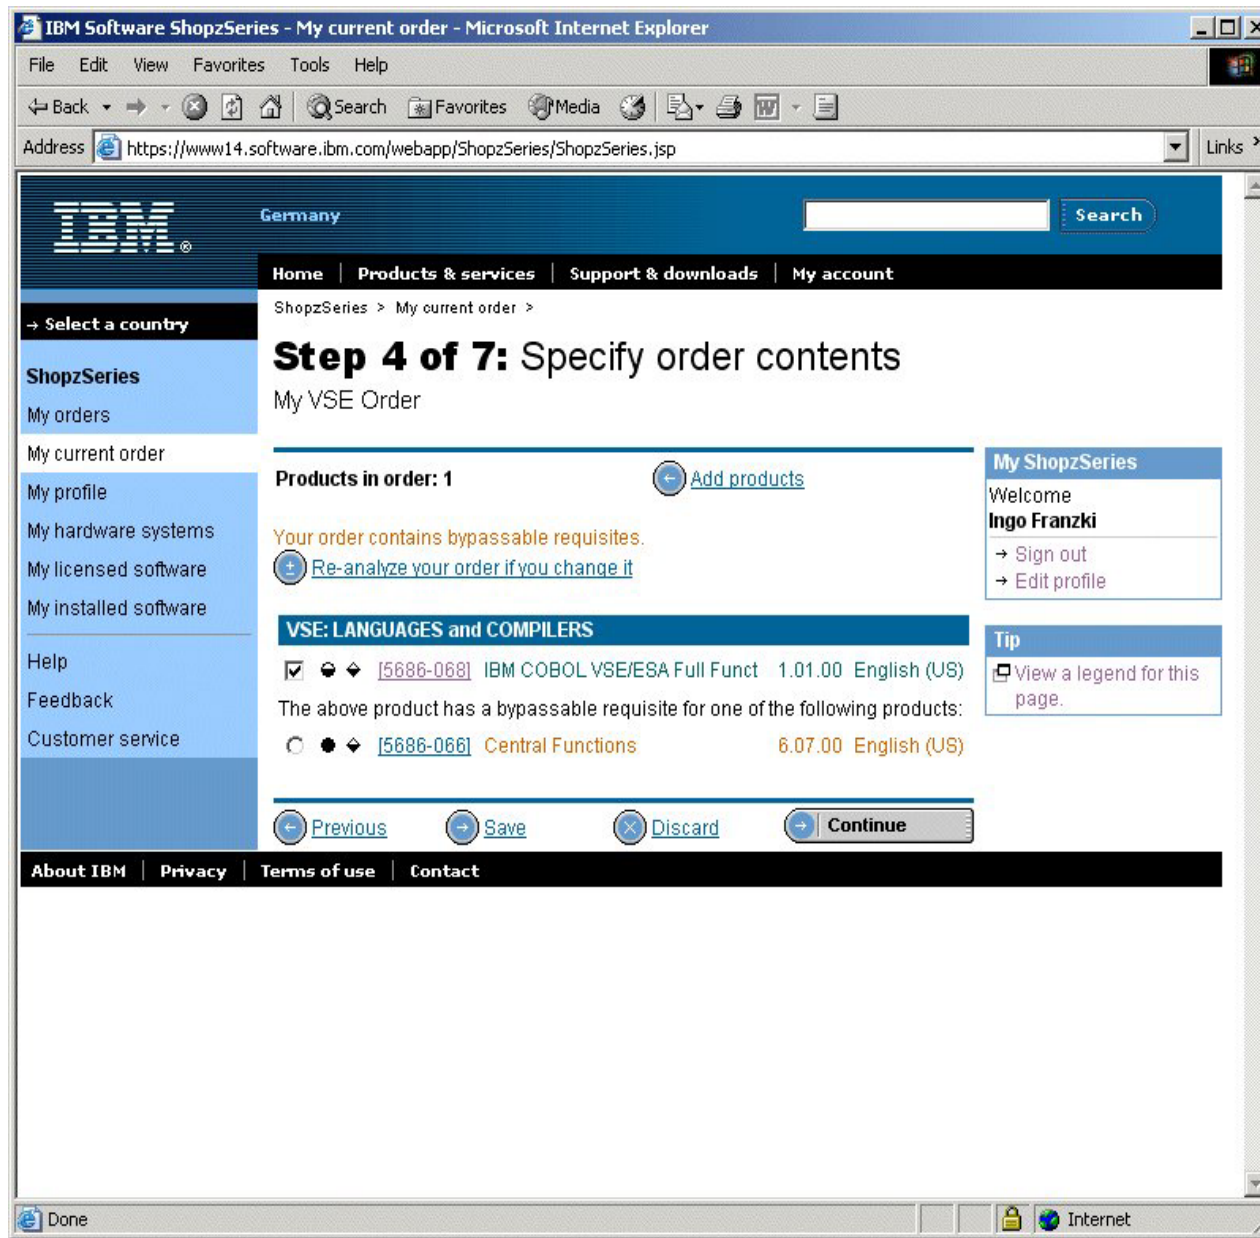 IBM Software ShopzSeries - My current order - Microsoft Internet Explorer
File Edit View Favorites Tools Help
Back Search Favorites Media
Address https://www14.software.ibm.com/webapp/ShopzSeries/ShopzSeries.jsp Links
IBM® Germany Search
Home | Products & services | Support & downloads | My account
→ Select a country
ShopzSeries
My orders
My current order
My profile
My hardware systems
My licensed software
My installed software
Help
Feedback
Customer service
ShopzSeries > My current order >
Step 4 of 7: Specify order contents
My VSE Order
Products in order: 1 Add products
Your order contains bypassable requisites.
Re-analyze your order if you change it
VSE: LANGUAGES and COMPILERS
[5686-068] IBM COBOL VSE/ESA Full Funct 1.01.00 English (US)
The above product has a bypassable requisite for one of the following products:
[5686-066] Central Functions 6.07.00 English (US)
Previous Save Discard Continue
My ShopzSeries
Welcome
Ingo Franzki
→ Sign out
→ Edit profile
Tip
View a legend for this
page.
About IBM | Privacy | Terms of use | Contact
Done Internet